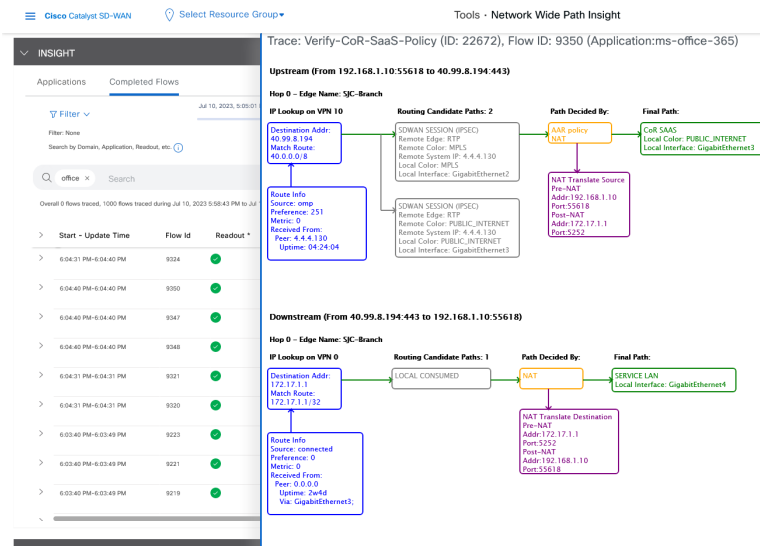 Cisco Catalyst SD-WAN
Select Resource Group▾
Tools · Network Wide Path Insight
INSIGHT
Applications
Completed Flows
Filter
Jul 10, 2023, 5:05:01
Filter: None
Search by Domain, Application, Readout, etc.
office ×
Search
Overall 0 flows traced, 1000 flows traced during Jul 10, 2023 5:58:43 PM to Jul
Start - Update Time
Flow Id
Readout *
6:04:31 PM-6:04:40 PM
9324
6:04:40 PM-6:04:40 PM
9350
6:04:40 PM-6:04:40 PM
9347
6:04:40 PM-6:04:40 PM
9348
6:04:31 PM-6:04:31 PM
9321
6:04:31 PM-6:04:31 PM
9320
6:03:40 PM-6:03:49 PM
9223
6:03:40 PM-6:03:49 PM
9221
6:03:40 PM-6:03:49 PM
9219
Trace: Verify-CoR-SaaS-Policy (ID: 22672), Flow ID: 9350 (Application:ms-office-365)
Upstream (From 192.168.1.10:55618 to 40.99.8.194:443)
Hop 0 - Edge Name: SJC-Branch
IP Lookup on VPN 10
Routing Candidate Paths: 2
Path Decided By:
Final Path:
Destination Addr:
40.99.8.194
Match Route:
40.0.0.0/8
Route Info
Source: omp
Preference: 251
Metric: 0
Received From:
Peer: 4.4.4.130
Uptime: 04:24:04
SDWAN SESSION (IPSEC)
Remote Edge: RTP
Remote Color: MPLS
Remote System IP: 4.4.4.130
Local Color: MPLS
Local Interface: GigabitEthernet2
SDWAN SESSION (IPSEC)
Remote Edge: RTP
Remote Color: PUBLIC_INTERNET
Remote System IP: 4.4.4.130
Local Color: PUBLIC_INTERNET
Local Interface: GigabitEthernet3
AAR policy
NAT
NAT Translate Source
Pre-NAT
Addr:192.168.1.10
Port:55618
Post-NAT
Addr:172.17.1.1
Port:5252
CoR SAAS
Local Color: PUBLIC_INTERNET
Local Interface: GigabitEthernet3
Downstream (From 40.99.8.194:443 to 192.168.1.10:55618)
Hop 0 - Edge Name: SJC-Branch
IP Lookup on VPN 0
Routing Candidate Paths: 1
Path Decided By:
Final Path:
Destination Addr:
172.17.1.1
Match Route:
172.17.1.1/32
Route Info
Source: connected
Preference: 0
Metric: 0
Received From:
Peer: 0.0.0.0
Uptime: 2w4d
Via: GigabitEthernet3;
LOCAL CONSUMED
NAT
NAT Translate Destination
Pre-NAT
Addr:172.17.1.1
Port:5252
Post-NAT
Addr:192.168.1.10
Port:55618
SERVICE LAN
Local Interface: GigabitEthernet4